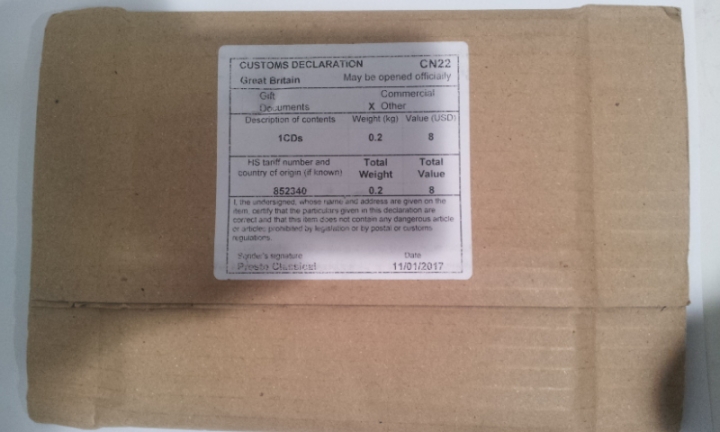 CUSTOMS DECLARATION CN22
Great Britain May be opened officially
Gift Commercial
Documents X Other
Description of contents Weight (kg) Value (USD)
1CDs 0.2 8
HS tariff number and Total Total
country of origin (if known) Weight Value
852340 0.2 8
I, the undersigned, whose name and address are given on the
item, certify that the particulars given in this declaration are
correct and that this item does not contain any dangerous article
or articles prohibited by legislation or by postal or customs
regulations.
Sender's signature Date
Presto Classical 11/01/2017